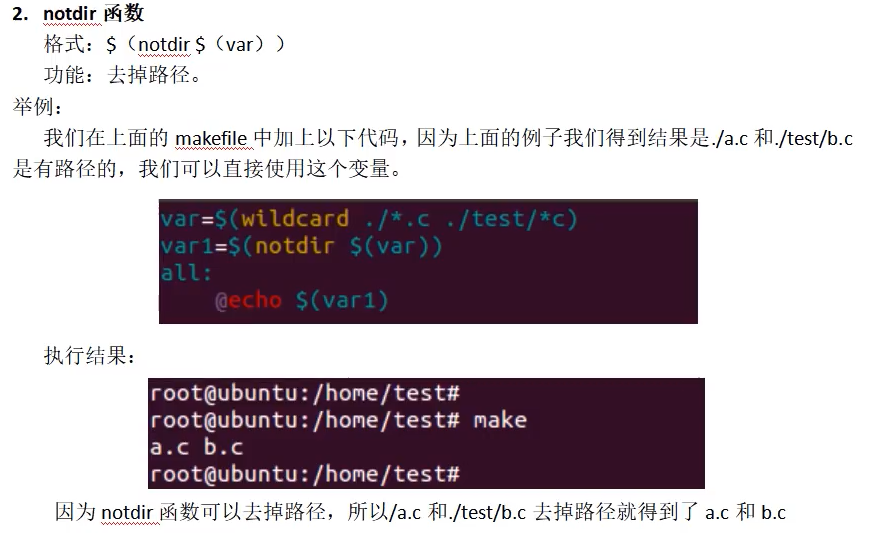 2. notdir 函数
格式：$（notdir $（var））
功能：去掉路径。
举例：
我们在上面的 makefile 中加上以下代码，因为上面的例子我们得到结果是./a.c 和./test/b.c
是有路径的，我们可以直接使用这个变量。
var=$(wildcard ./*.c ./test/*c)
var1=$(notdir $(var))
all:
@echo $(var1)
执行结果：
root@ubuntu:/home/test#
root@ubuntu:/home/test# make
a.c b.c
root@ubuntu:/home/test#
因为 notdir 函数可以去掉路径，所以/a.c 和./test/b.c 去掉路径就得到了 a.c 和 b.c